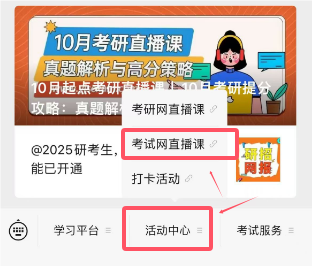 10月考研直播课
真题解析与高分策略
10月起点考研直播课｜10月考研提分
攻略：真题解析
考研网直播课
@2025研考生，
考试网直播课
能已开通
研招
网报
打卡活动
学习平台
活动中心
考试服务